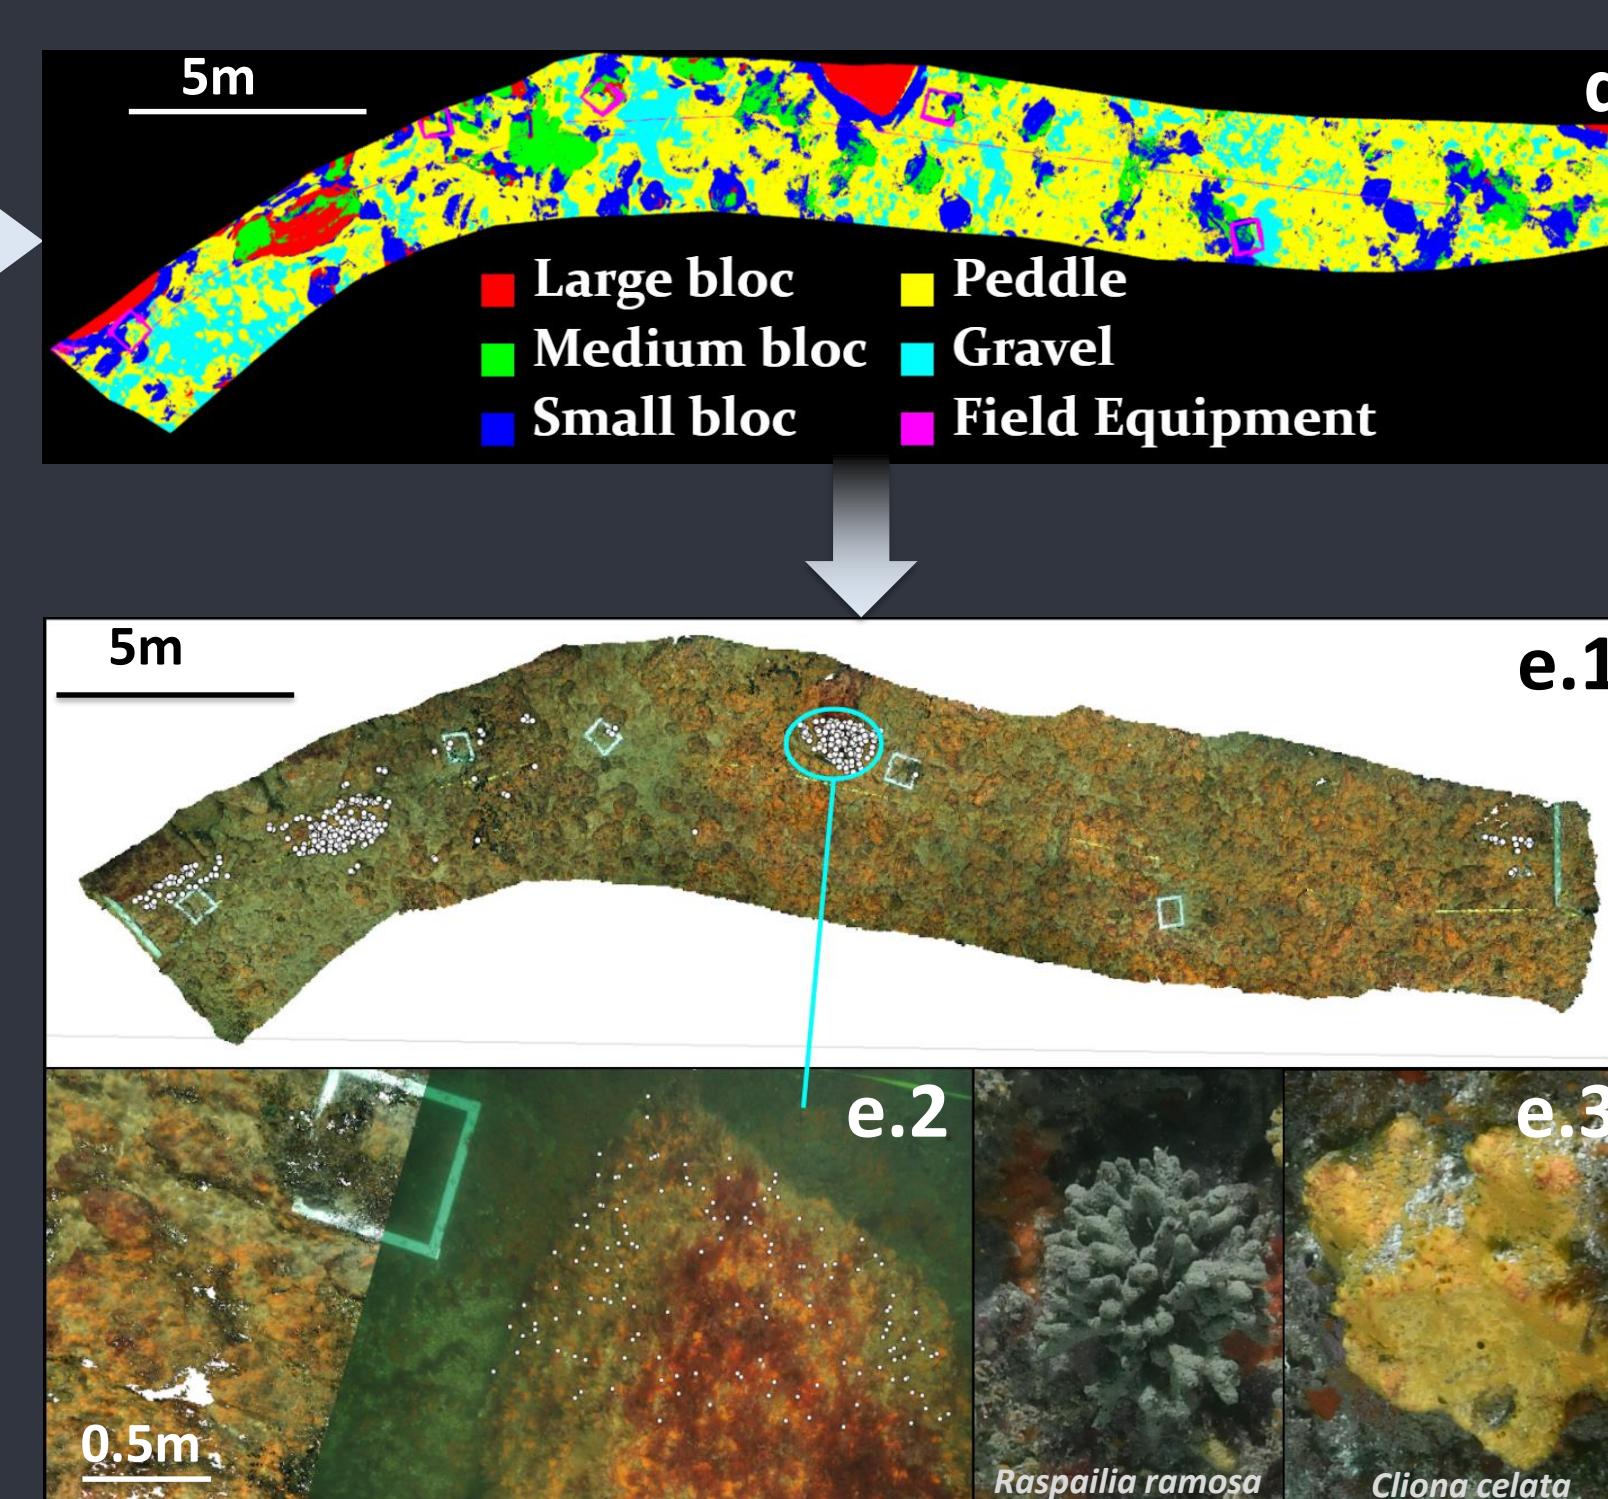 5m
Large bloc
Peddle
Medium bloc
Gravel
Small bloc
Field Equipment
5m
e.1
e.2
e.3
0.5m
Raspailia ramosa
Cliona celata